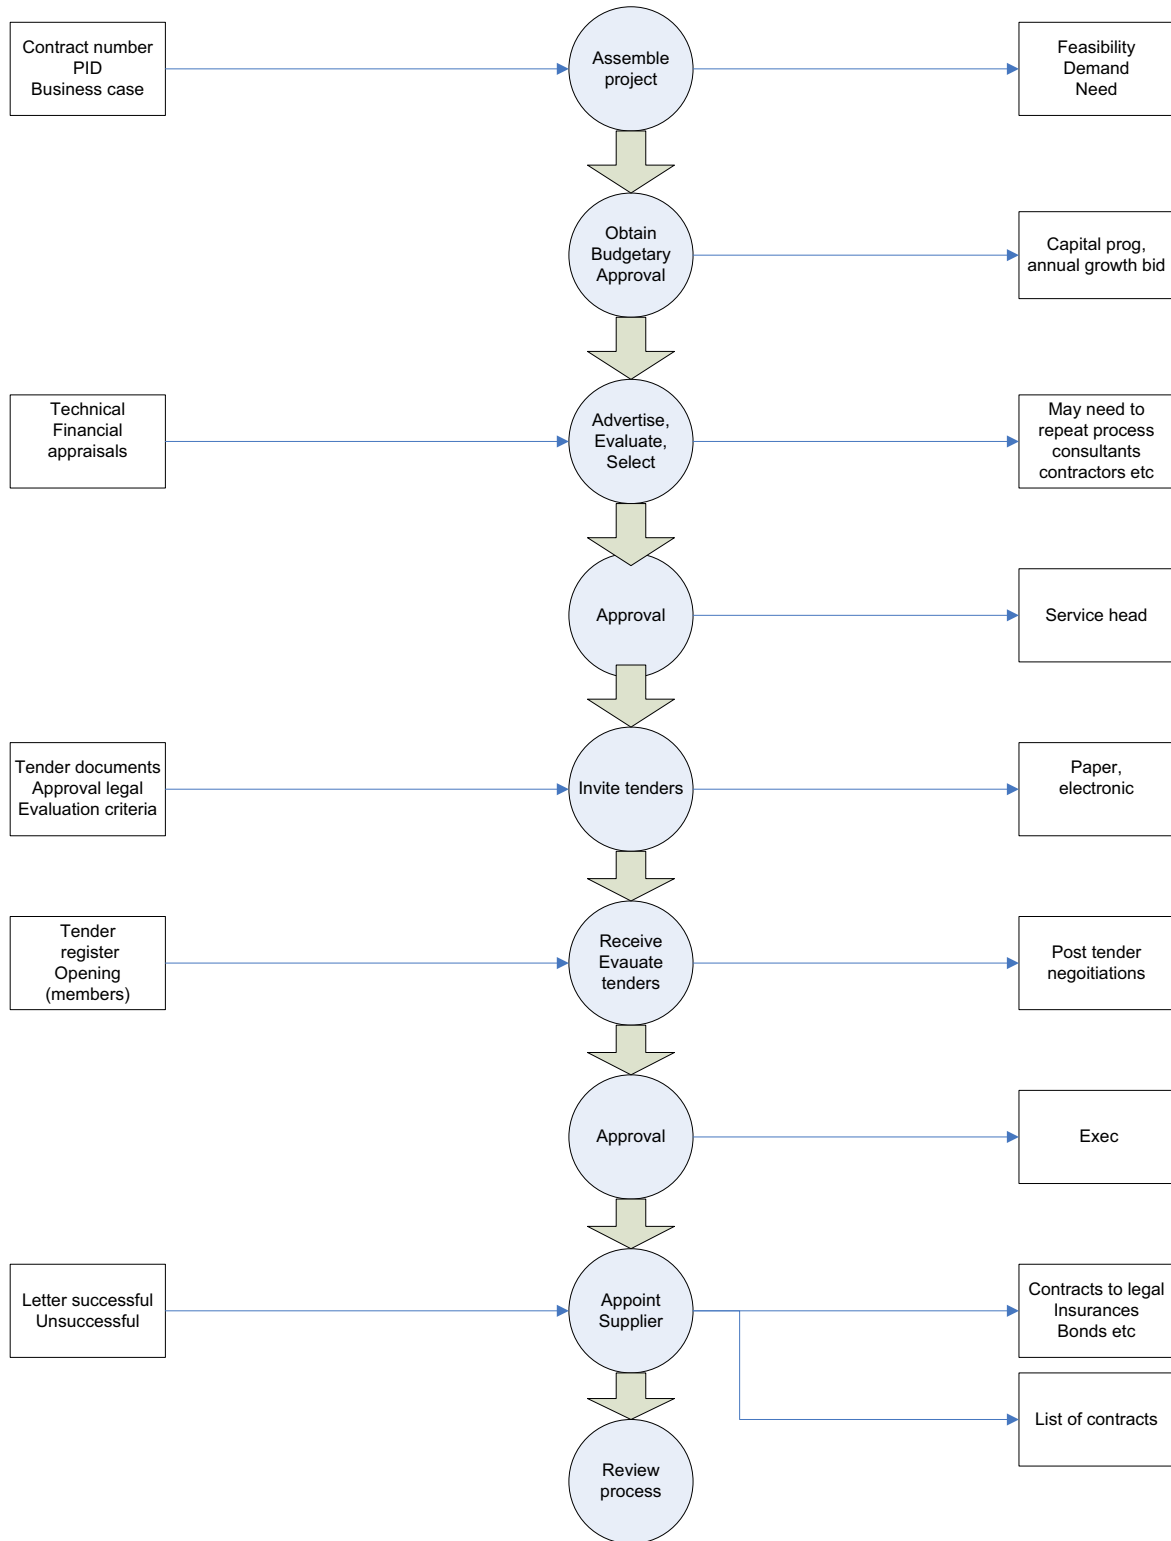 Contract number
PID
Business case
Assemble
project
Feasibility
Demand
Need
Obtain
Budgetary
Approval
Capital prog,
annual growth bid
Technical
Financial
appraisals
Advertise,
Evaluate,
Select
May need to
repeat process
consultants
contractors etc
Approval
Service head
Tender documents
Approval legal
Evaluation criteria
Invite tenders
Paper,
electronic
Tender
register
Opening
(members)
Receive
Evauate
tenders
Post tender
negoitiations
Approval
Exec
Letter successful
Unsuccessful
Appoint
Supplier
Contracts to legal
Insurances
Bonds etc
List of contracts
Review
process